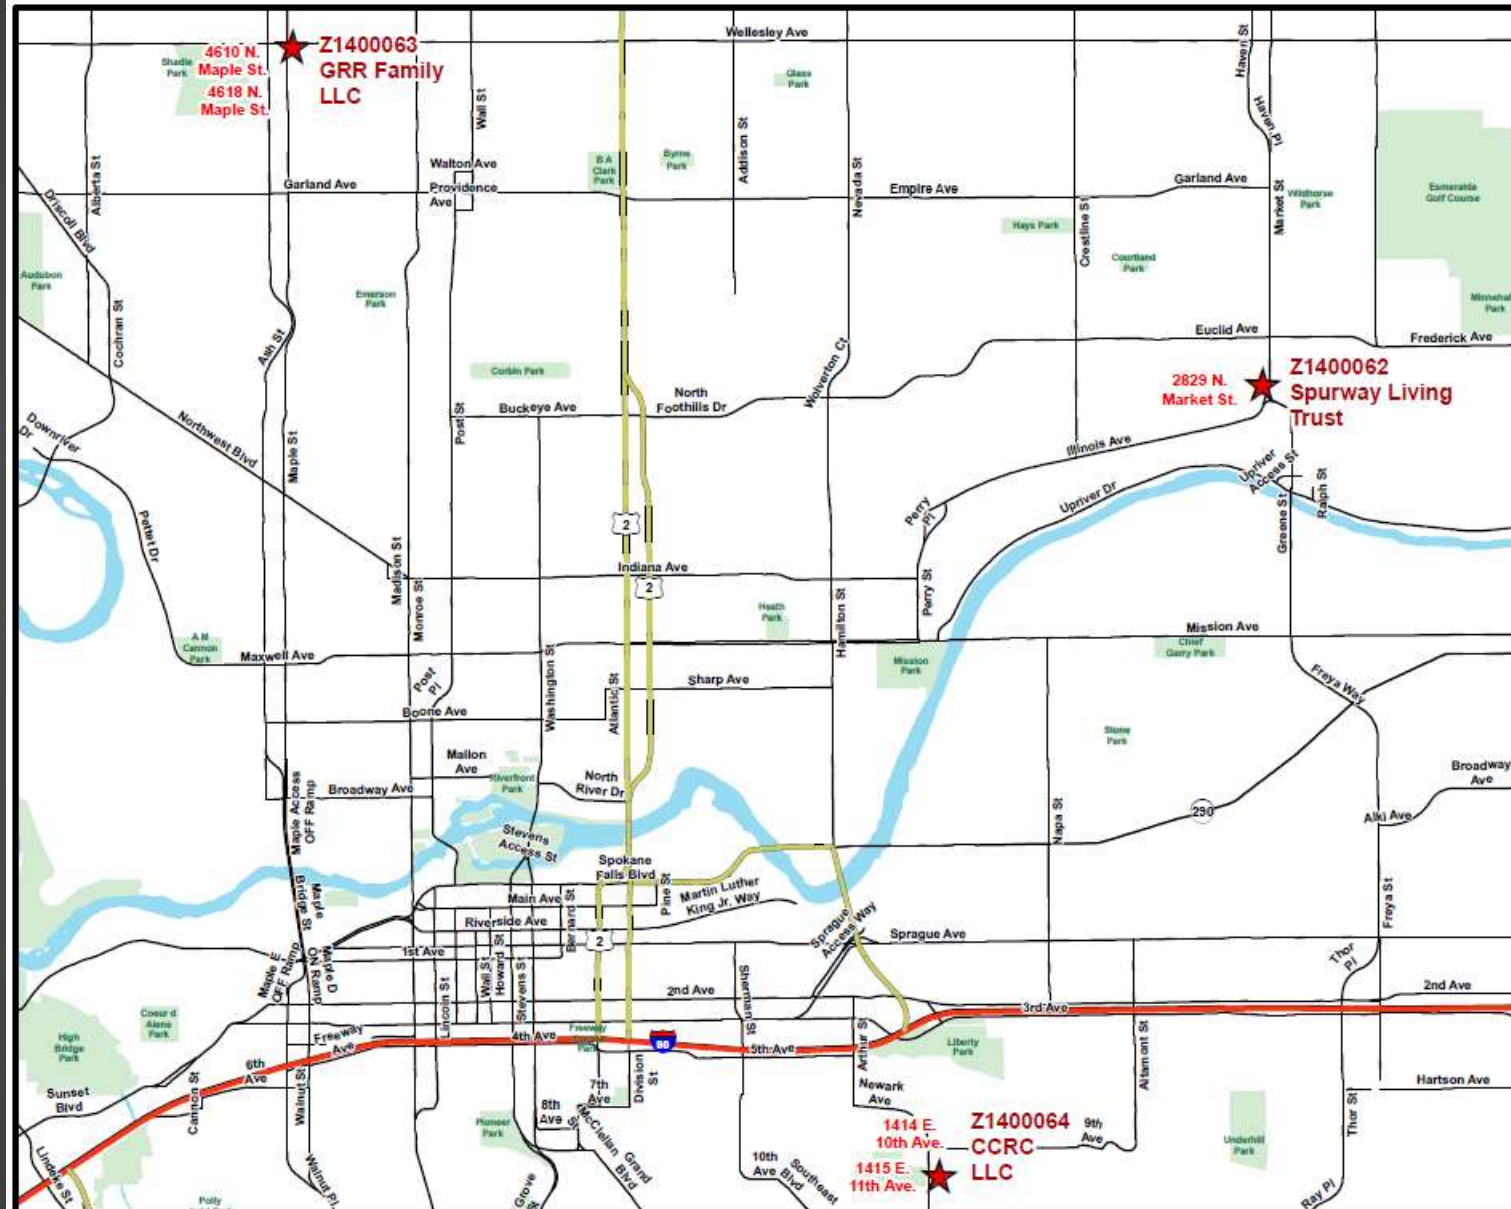 Wellesley Ave
Haven St
4610 N.
Maple St.
4618 N.
Maple St.
Z1400063
GRR Family
LLC
Shadle
Park
Glass
Park
Wall St
Haven Pl
Alberta St
Addison St
Nevada St
B A
Clark
Park
Byrne
Park
Walton Ave
Garland Ave
Providence
Ave
Empire Ave
Garland Ave
Market St
Wildhorse
Park
Esmeralda
Golf Course
Driscoll Blvd
Hays Park
Crestline St
Courtland
Park
Audubon
Park
Emerson
Park
Minnehah
Park
Cochran St
Ash St
Euclid Ave
Frederick Ave
Corbin Park
Wolverton Ct
2829 N.
Market St.
Z1400062
Spurway Living
Trust
North
Foothills Dr
Buckeye Ave
Post St
Downriver
Dr
Northwest Blvd
Maple St
Illinois Ave
Upriver
Access St
Upriver Dr
Ralph St
Greene St
Perry
Pl
Pettet Dr
2
Madison St
Monroe St
Indiana Ave
2
Perry St
Hamilton St
Heath
Park
A M
Cannon
Park
Maxwell Ave
Mission Ave
Chief
Garry Park
Mission
Park
Post
Pl
Washington St
Atlantic St
Sharp Ave
Freya Way
Boone Ave
Stone
Park
Mallon
Ave
Riverfront
Park
North
River Dr
Broadway Ave
Broadway
Ave
Maple Access
OFF Ramp
290
Napa St
Alki Ave
Stevens
Access St
Spokane
Falls Blvd
Maple
Bridge St
Main Ave
Bernard St
Pine St
Martin Luther
King Jr. Way
Freya St
Riverside Ave
Sprague
Access Way
Sprague Ave
1st Ave
2
Maple E
OFF Ramp
Maple D
ON Ramp
Wall St
Howard St
Stevens St
Lincoln St
Sherman St
Thor
Pl
2nd Ave
2nd Ave
3rd Ave
Coeur d
Alene
Park
High
Bridge
Park
Freeway
Ave
4th Ave
Freeway
Park
90
5th Ave
Arthur St
Liberty
Park
Altamont St
6th
Ave
Sunset
Blvd
Cannon St
Walnut St
7th
Ave
Division
St
Newark
Ave
Hartson Ave
Thor St
8th
Ave
Pioneer
Park
McClellan
St
Grand
Blvd
1414 E.
10th Ave.
1415 E.
11th Ave.
Z1400064
CCRC
LLC
9th
Ave
Underhill
Park
Lindeke St
Walnut Pl
10th
Ave
Southeast
Blvd
Grove
St
Ray Pl
Polly